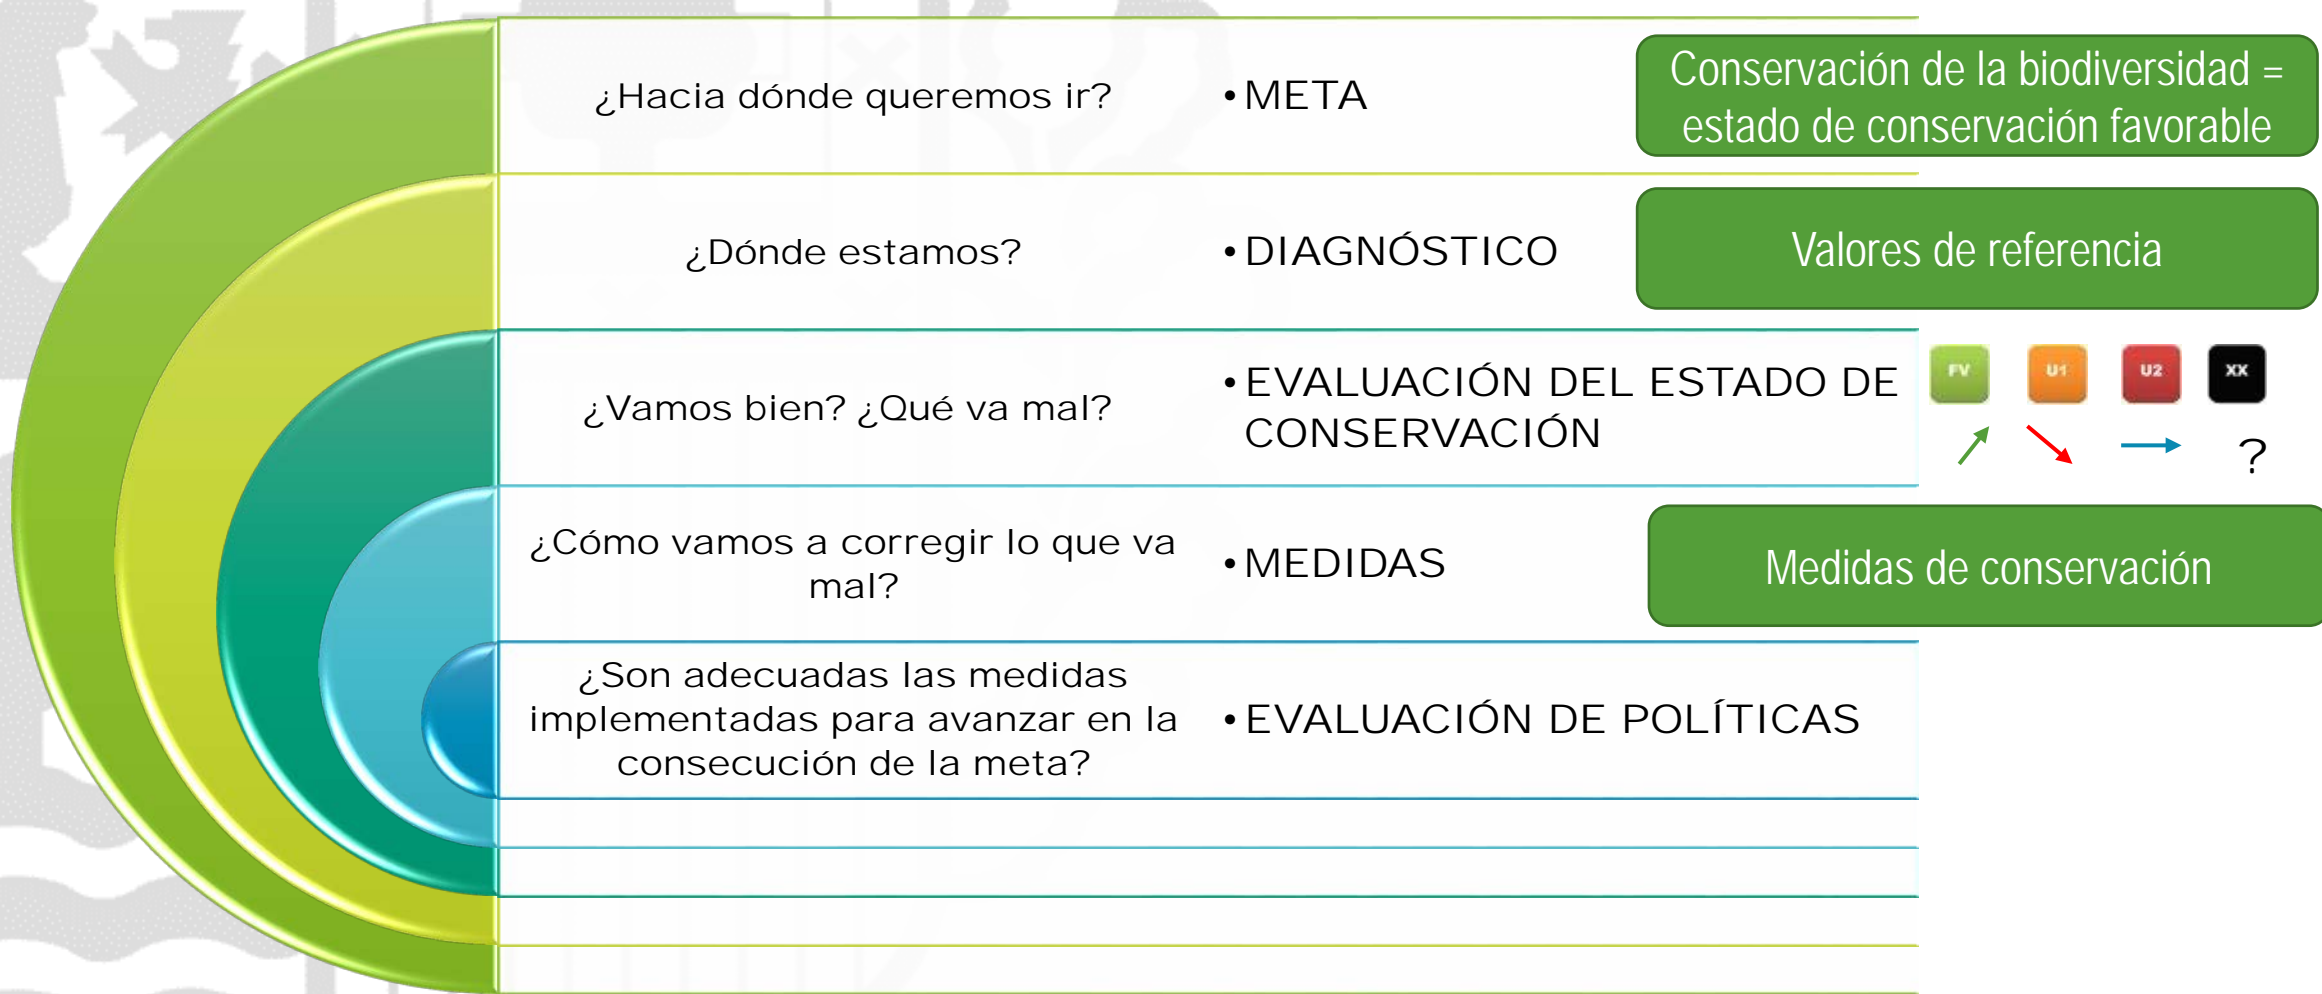 ¿Hacia dónde queremos ir?
• META
Conservación de la biodiversidad =
estado de conservación favorable
¿Dónde estamos?
• DIAGNÓSTICO
Valores de referencia
¿Vamos bien? ¿Qué va mal?
• EVALUACIÓN DEL ESTADO DE
CONSERVACIÓN
FV U1 U2 XX
?
¿Cómo vamos a corregir lo que va
mal?
• MEDIDAS
Medidas de conservación
¿Son adecuadas las medidas
implementadas para avanzar en la
consecución de la meta?
• EVALUACIÓN DE POLÍTICAS